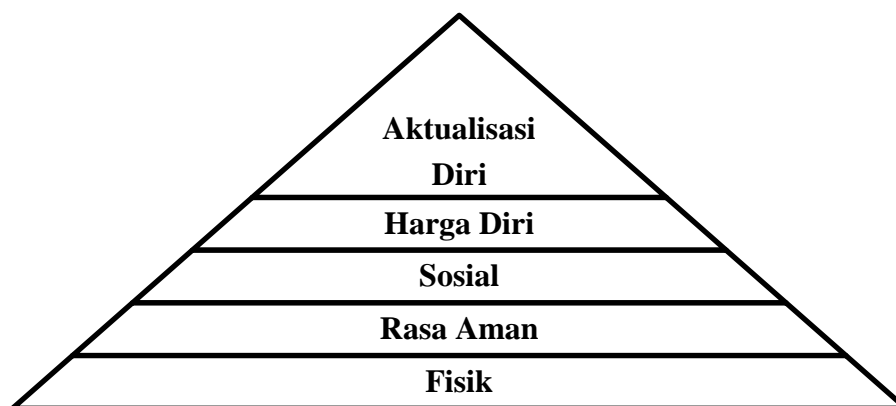 Aktualisasi
Diri
Harga Diri
Sosial
Rasa Aman
Fisik